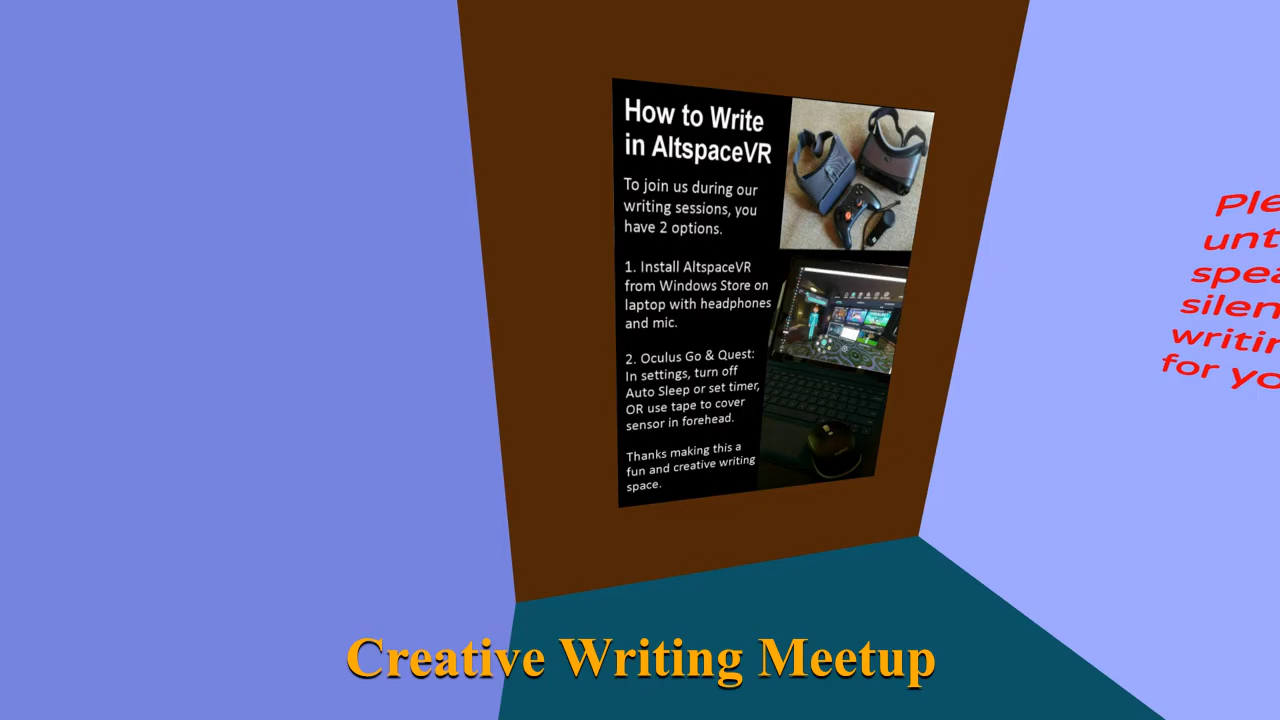 How to Write
in AltspaceVR
To join us during our
writing sessions, you
have 2 options.
1. Install AltspaceVR
from Windows Store on
laptop with headphones
and mic.
2. Oculus Go & Quest:
In settings, turn off
Auto Sleep or set timer,
OR use tape to cover
sensor in forehead.
Thanks making this a
fun and creative writing
space.
for
Creative Writing Meetup